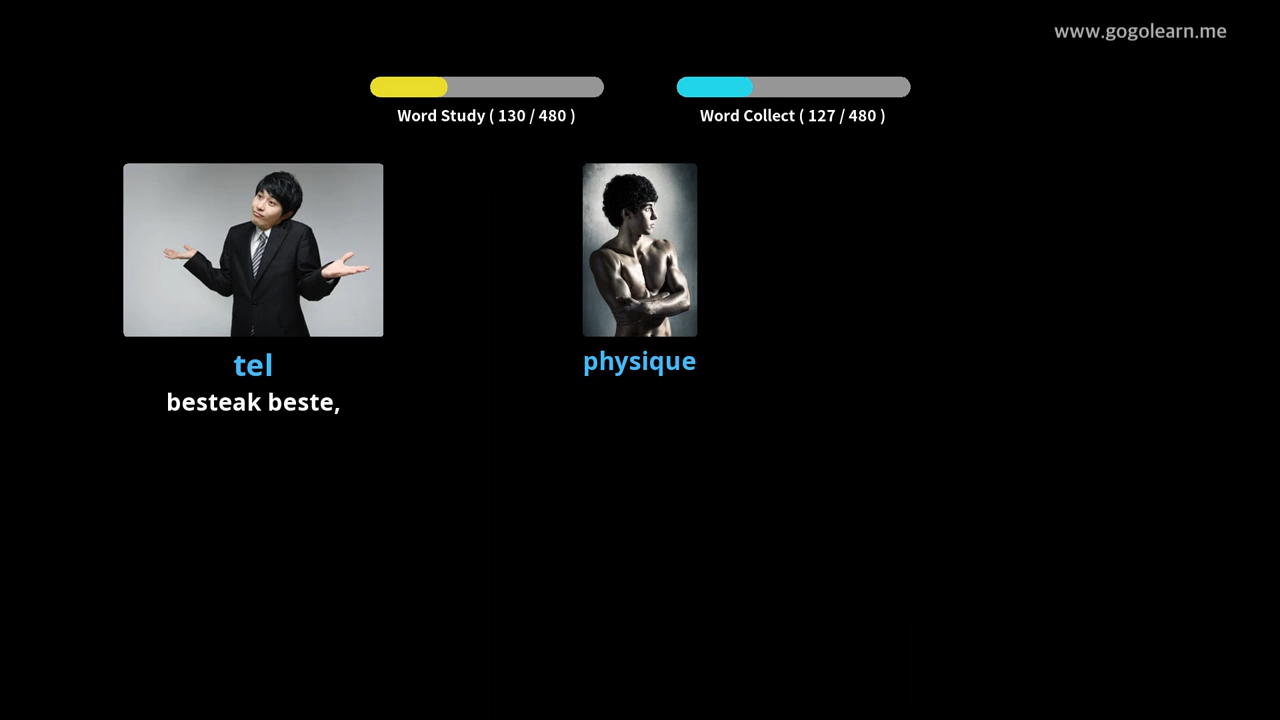 www.gogolearn.me
Word Study ( 130 / 480 )
Word Collect ( 127 / 480 )
tel
besteak beste,
physique